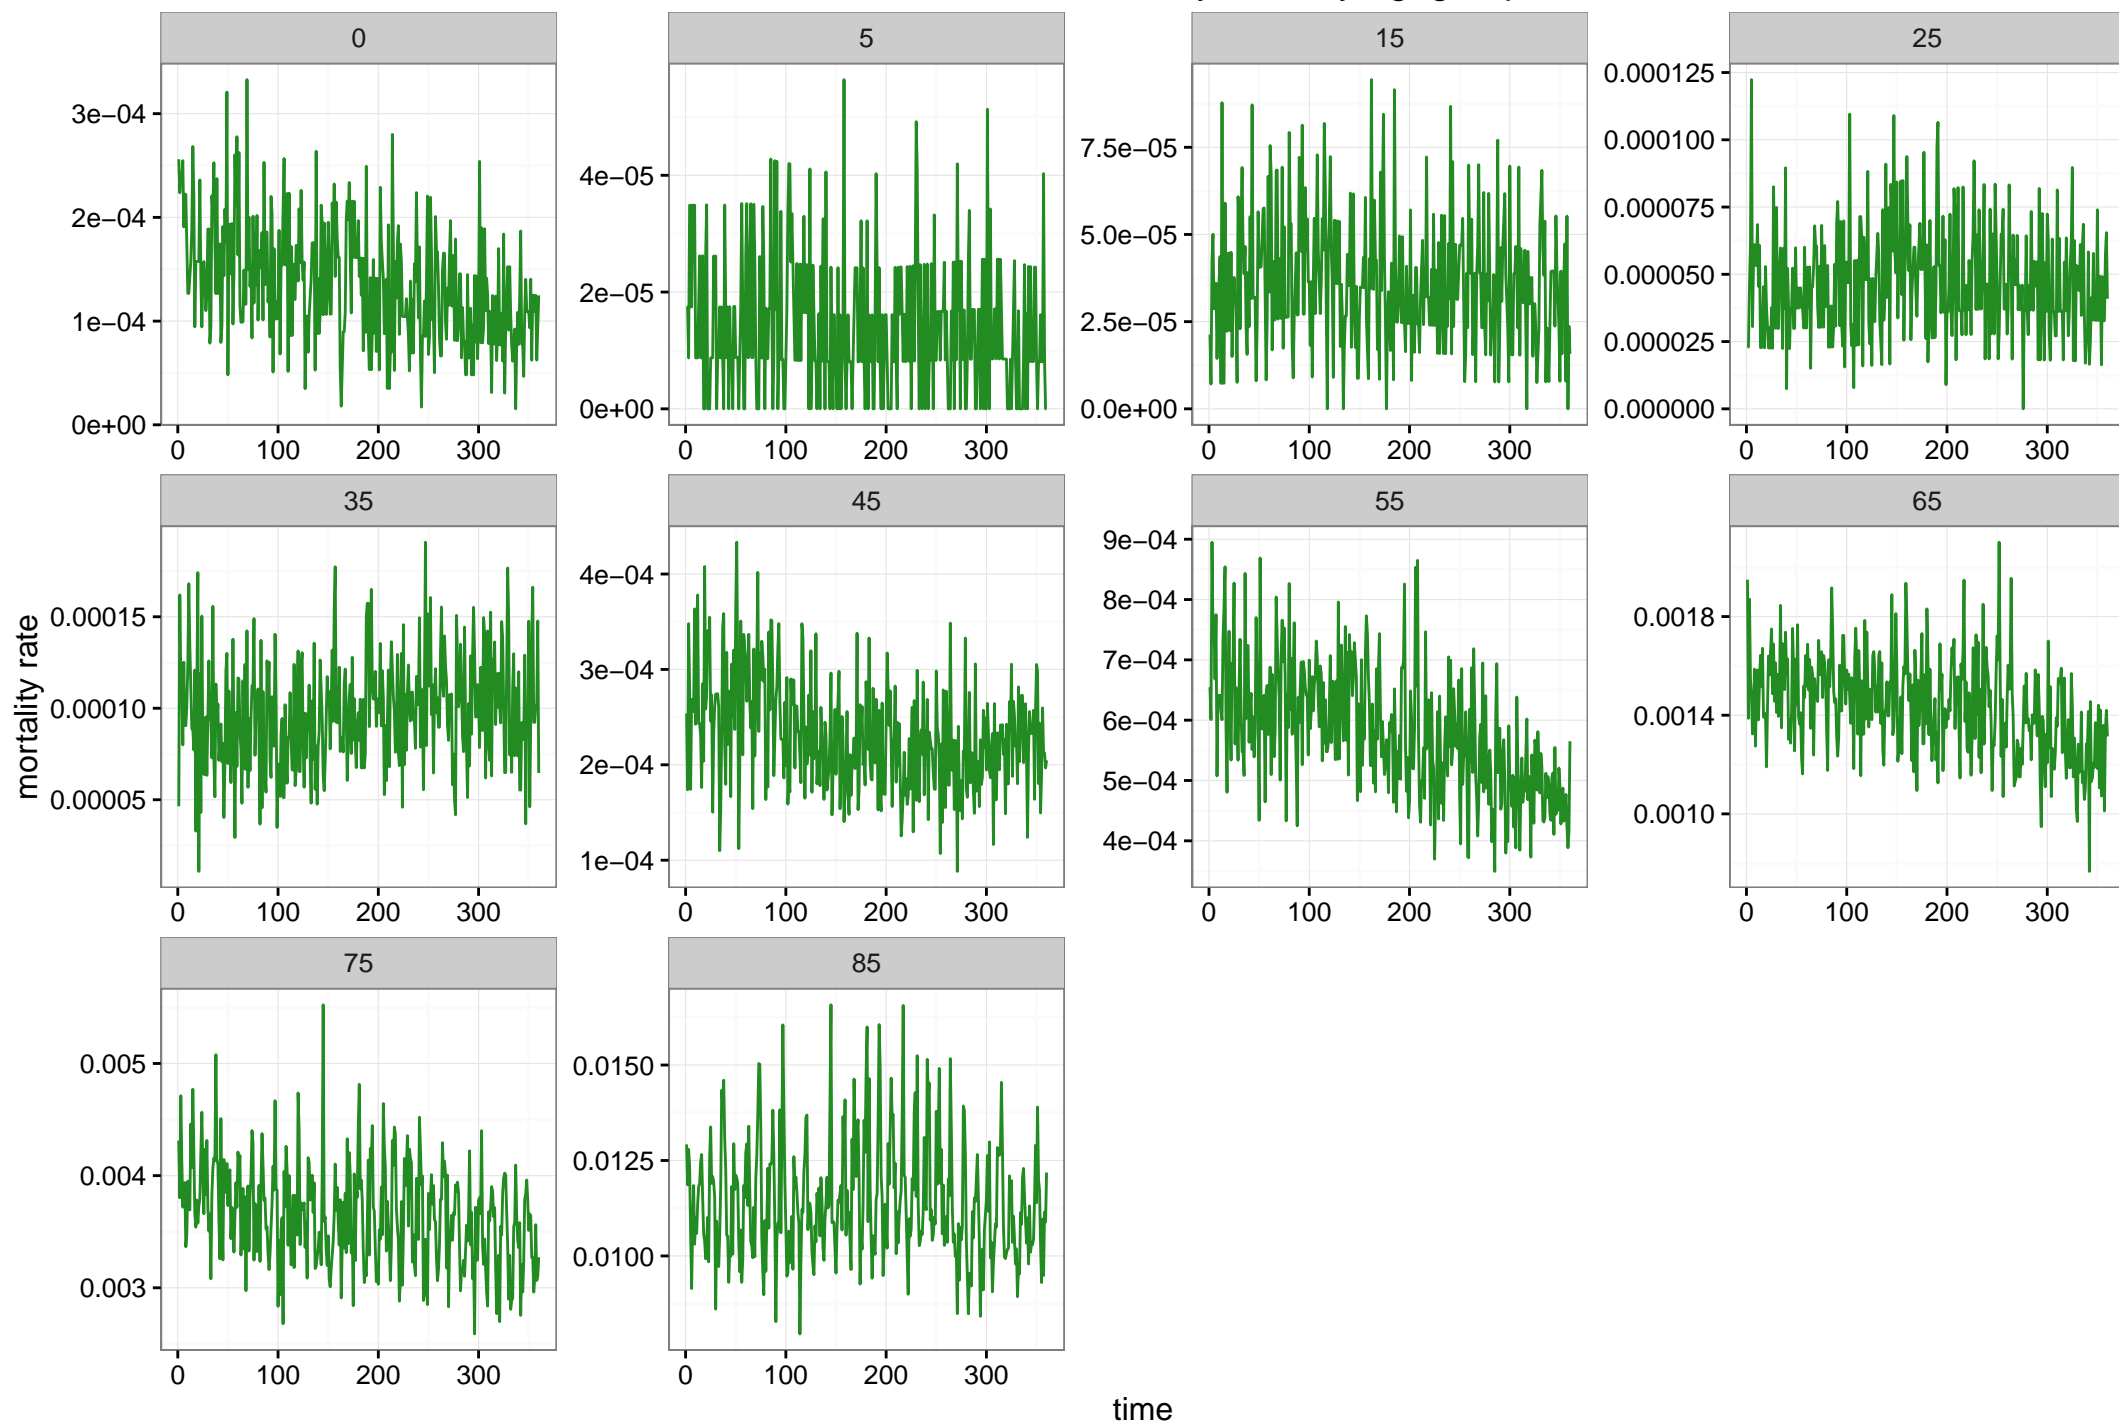 0 5 15 25
3e−04 2e−04 1e−04 0e+00
4e−05 2e−05 0e+00
7.5e−05 5.0e−05 2.5e−05 0.0e+00
0.000125 0.000100 0.000075 0.000050 0.000025 0.000000
0 100 200 300 0 100 200 300 0 100 200 300 0 100 200 300
35 45 55 65
mortality rate
0.00015 0.00010 0.00005
4e−04 3e−04 2e−04 1e−04
9e−04 8e−04 7e−04 6e−04 5e−04 4e−04
0.0018 0.0014 0.0010
0 100 200 300 0 100 200 300 0 100 200 300 0 100 200 300
75 85
0.005 0.004 0.003
0.0150 0.0125 0.0100
0 100 200 300 0 100 200 300
time